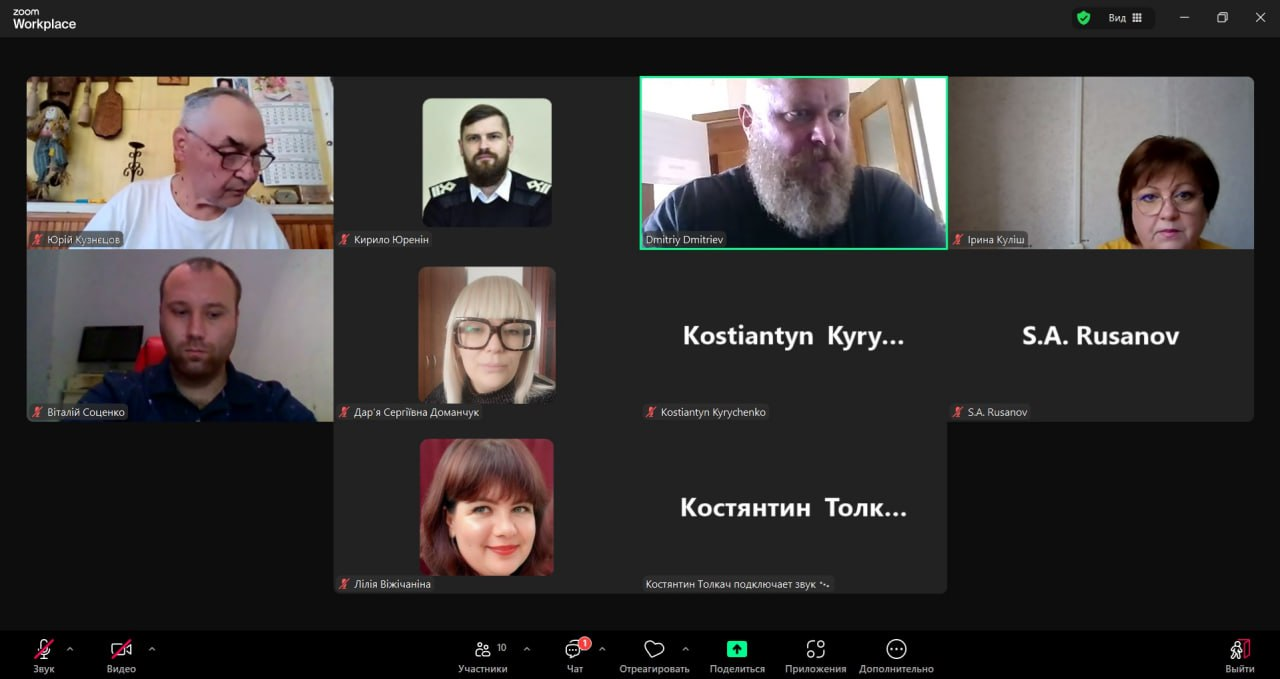 zoom
Workplace
Вид
Юрій Кузнєцов
Кирило Юренін
Dmitriy Dmitriev
Ірина Куліш
Kostiantyn Kyry...
S.A. Rusanov
Віталій Соценко
Дар'я Сергіївна Доманчук
Kostiantyn Kyrychenko
S.A. Rusanov
Костянтин Толк...
Лілія Віжічаніна
Костянтин Толкач подключает звук
10
1
Звук
Видео
Участники
Чат
Отреагировать
Поделиться
Приложения
Дополнительно
Выйти